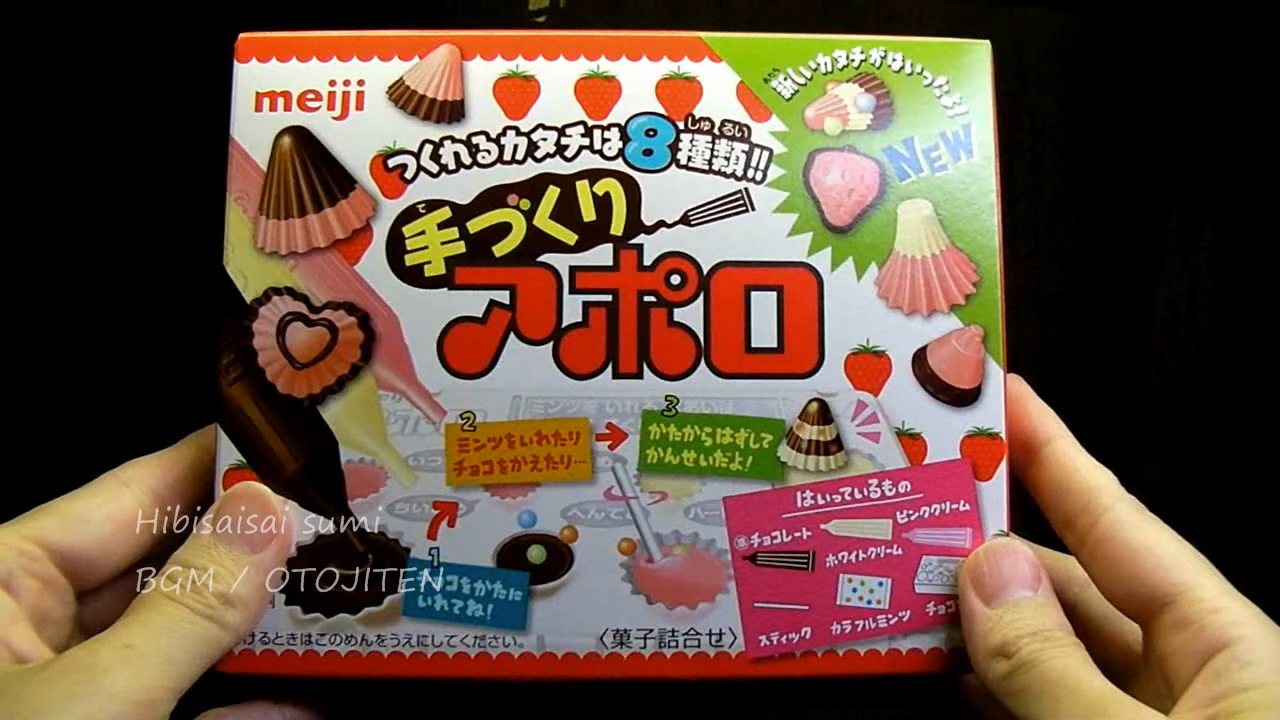 meiji
新しいカタチがはいったよ!
NEW
つくれるカタチは8種類!!
しゅ るい
手づくり
て
アポロ
2
ミンツをいれたり
チョコをかえたり…
3
かたからはずして
かんせいだよ!
1
コをかたに
いれてね!
はいっているもの
チョコレート
ホワイトクリーム
ピンククリーム
スティック
カラフルミンツ
チョコ
けるときはこのめんをうえにしてください。
〈菓子詰合せ〉
Hibisaisai sumi
BGM / OTOJITEN